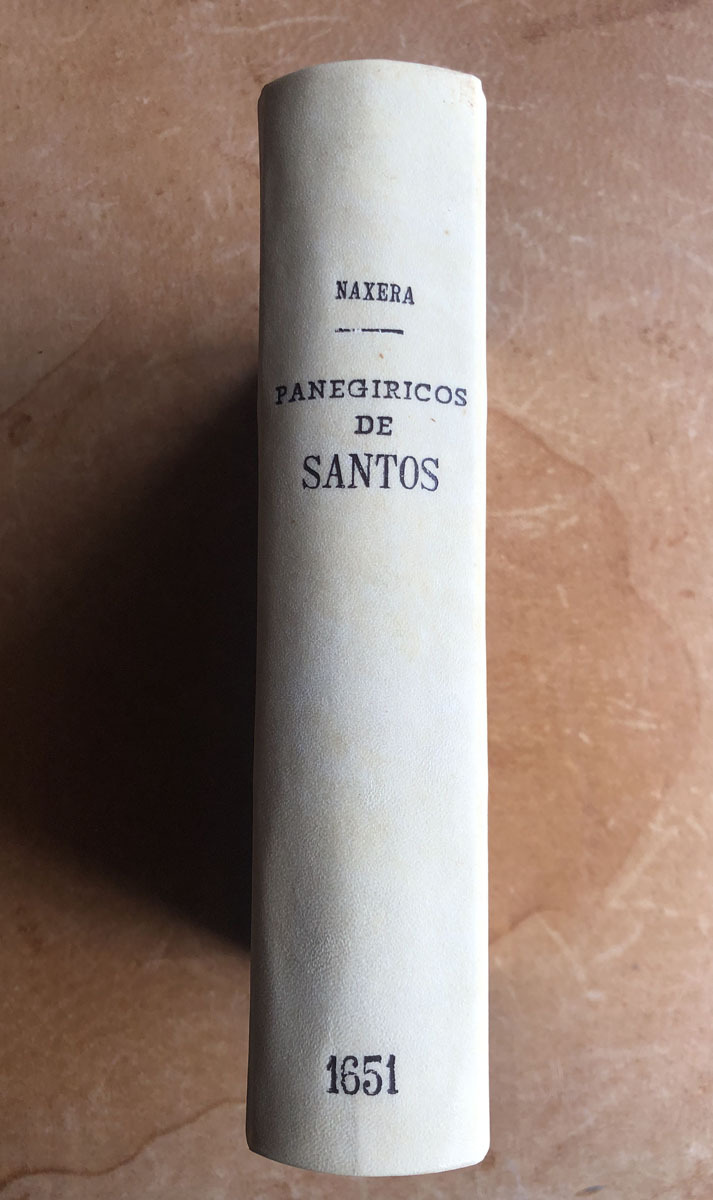 NAXERA
PANEGIRICOS
DE
SANTOS
1651